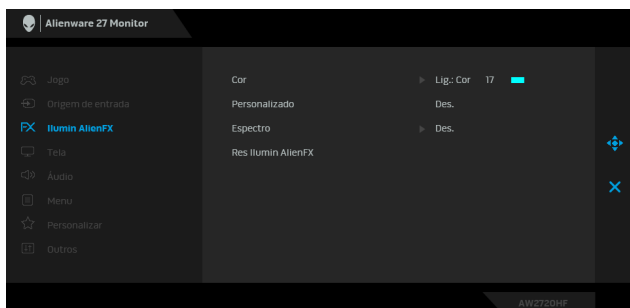 Alienware 27 Monitor
Jogo
Cor Lig.: Cor 17
Origem de entrada
Personalizado Des.
FX Ilumin AlienFX
Espectro Des.
Tela
Res Ilumin AlienFX
Áudio
Menu
Personalizar
Outros
AW2720HF